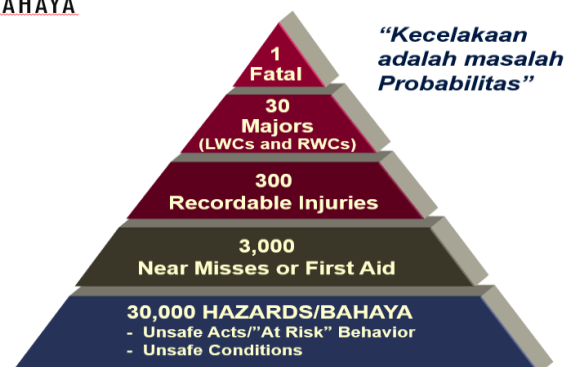 BAHAYA
“Kecelakaan
adalah masalah
Probabilitas”
1
Fatal
30
Majors
(LWCs and RWCs)
300
Recordable Injuries
3,000
Near Misses or First Aid
30,000 HAZARDS/BAHAYA
- Unsafe Acts/”At Risk” Behavior
- Unsafe Conditions